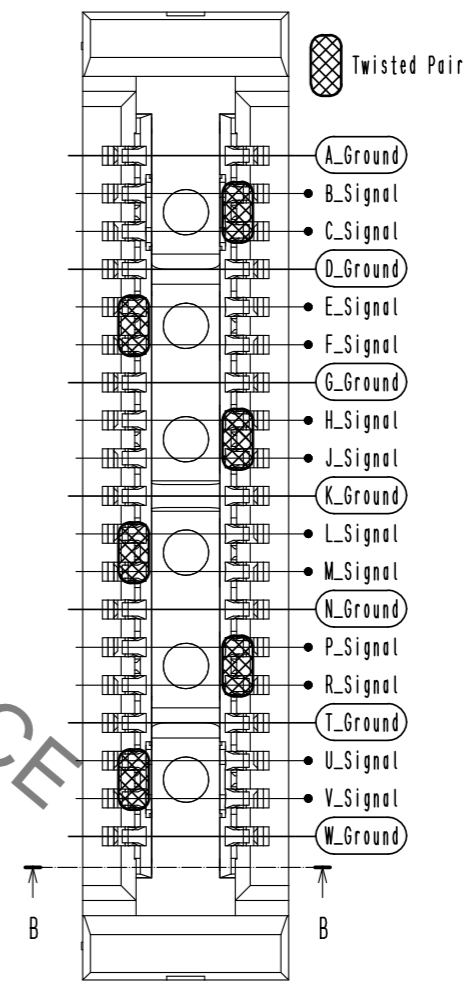 Twisted Pair
A_Ground
B_Signal
C_Signal
D_Ground
E_Signal
F_Signal
G_Ground
H_Signal
J_Signal
K_Ground
L_Signal
M_Signal
N_Ground
P_Signal
R_Signal
T_Ground
CE
U_Signal
V_Signal
W_Ground
B B